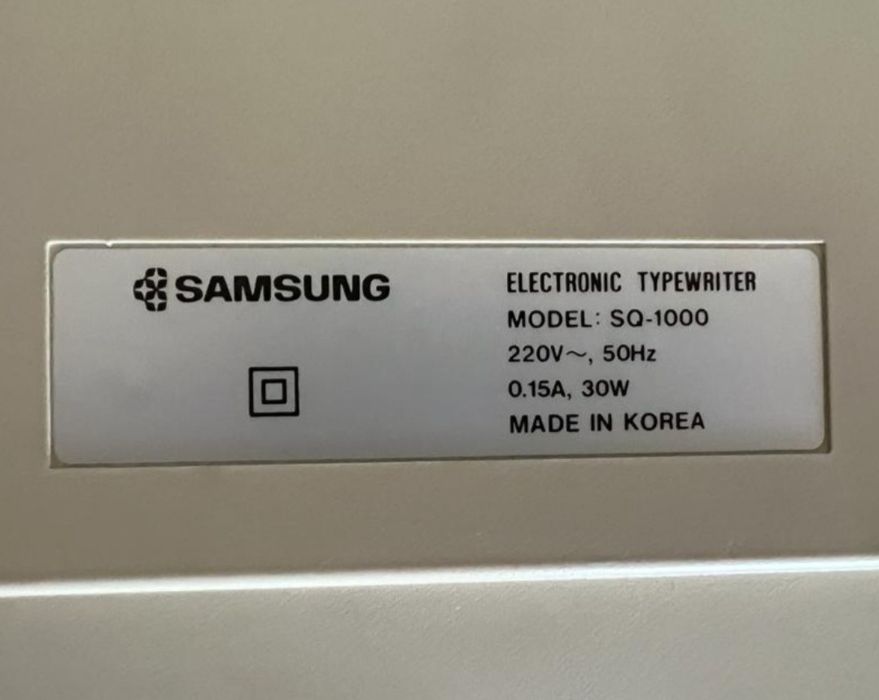 SAMSUNG
ELECTRONIC TYPEWRITER
MODEL: SQ-1000
220V～, 50Hz
0.15A, 30W
MADE IN KOREA